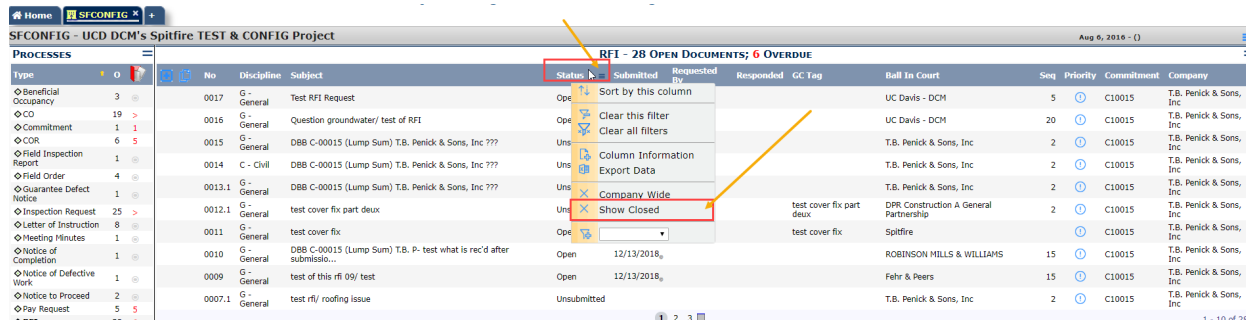 Home SFCONFIG × +
SFCONFIG - UCD DCM's Spitfire TEST & CONFIG Project Aug 6, 2016 - ()
PROCESSES
RFI - 28 OPEN DOCUMENTS; 6 OVERDUE
Type O
No Discipline Subject Status Submitted Requested By Responded GC Tag Ball In Court Seq Priority Commitment Company
Beneficial Occupancy 3
CO 19 >
Commitment 1 1
COR 6 5
Field Inspection Report 1
Field Order 4
Guarantee Defect Notice 1
Inspection Request 25 >
Letter of Instruction 8
Meeting Minutes 1
Notice of Completion 1
Notice of Defective Work 1
Notice to Proceed 2
Pay Request 5 5
0017 G - General Test RFI Request Ope UC Davis - DCM 5 C10015 T.B. Penick & Sons, Inc
0016 G - General Question groundwater/ test of RFI Ope UC Davis - DCM 20 C10015 T.B. Penick & Sons, Inc
0015 G - General DBB C-00015 (Lump Sum) T.B. Penick & Sons, Inc ??? Uns T.B. Penick & Sons, Inc 2 C10015 T.B. Penick & Sons, Inc
0014 C - Civil DBB C-00015 (Lump Sum) T.B. Penick & Sons, Inc ??? Uns T.B. Penick & Sons, Inc 2 C10015 T.B. Penick & Sons, Inc
0013.1 G - General DBB C-00015 (Lump Sum) T.B. Penick & Sons, Inc ??? Uns T.B. Penick & Sons, Inc 2 C10015 T.B. Penick & Sons, Inc
0012.1 G - General test cover fix part deux Uns test cover fix part deux DPR Construction A General Partnership 2 C10015 T.B. Penick & Sons, Inc
0011 G - General test cover fix Ope test cover fix Spitfire C10015 T.B. Penick & Sons, Inc
0010 G - General DBB C-00015 (Lump Sum) T.B. P- test what is rec'd after submissio... Open 12/13/2018 ROBINSON MILLS & WILLIAMS 15 C10015 T.B. Penick & Sons, Inc
0009 G - General test of this rfi 09/ test Open 12/13/2018 Fehr & Peers 15 C10015 T.B. Penick & Sons, Inc
0007.1 G - General test rfi/ roofing issue Unsubmitted T.B. Penick & Sons, Inc 2 C10015 T.B. Penick & Sons, Inc
Sort by this column
Clear this filter
Clear all filters
Column Information
Export Data
Company Wide
Show Closed
1 2 3
1 - 10 of 28